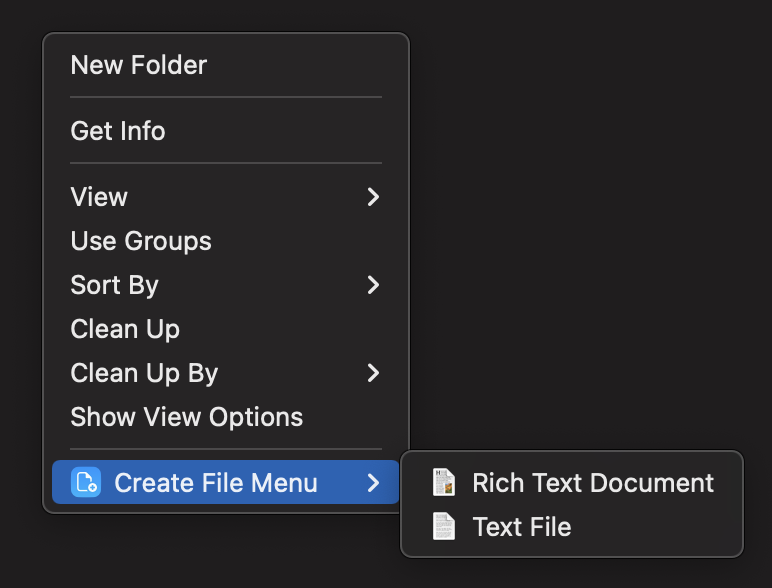 New Folder
Get Info
View
Use Groups
Sort By
Clean Up
Clean Up By
Show View Options
Create File Menu
Rich Text Document
Text File